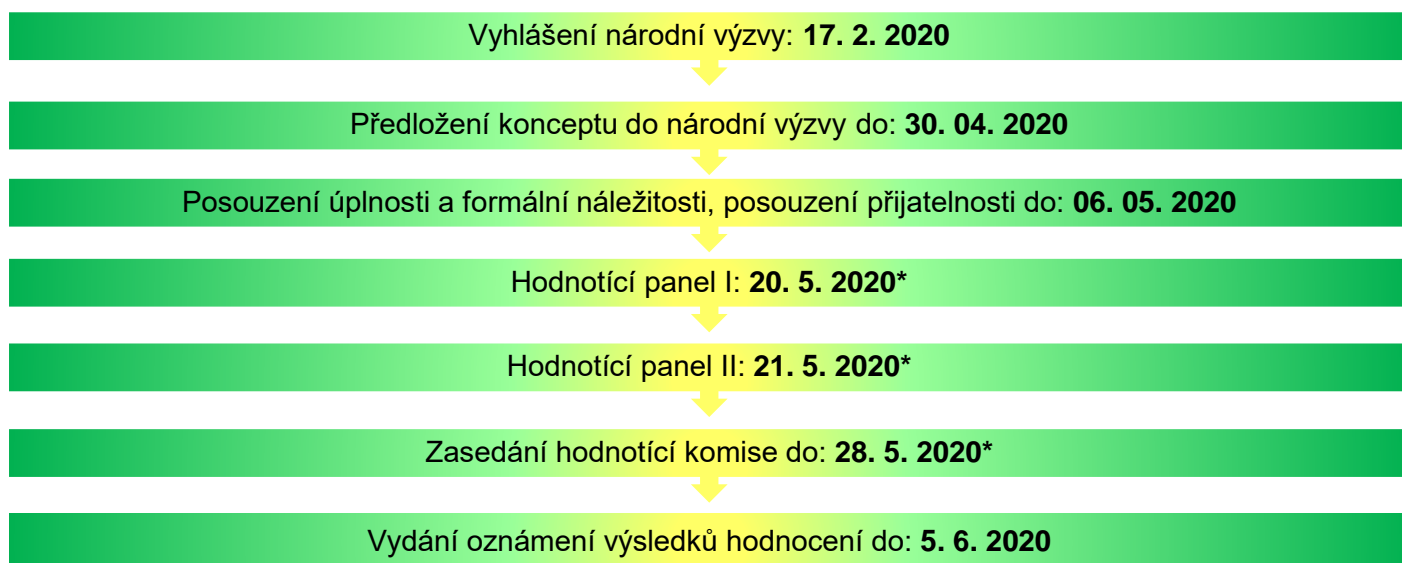 Vyhlášení národní výzvy: 17. 2. 2020
Předložení konceptu do národní výzvy do: 30. 04. 2020
Posouzení úplnosti a formální náležitosti, posouzení přijatelnosti do: 06. 05. 2020
Hodnotící panel I: 20. 5. 2020*
Hodnotící panel II: 21. 5. 2020*
Zasedání hodnotící komise do: 28. 5. 2020*
Vydání oznámení výsledků hodnocení do: 5. 6. 2020